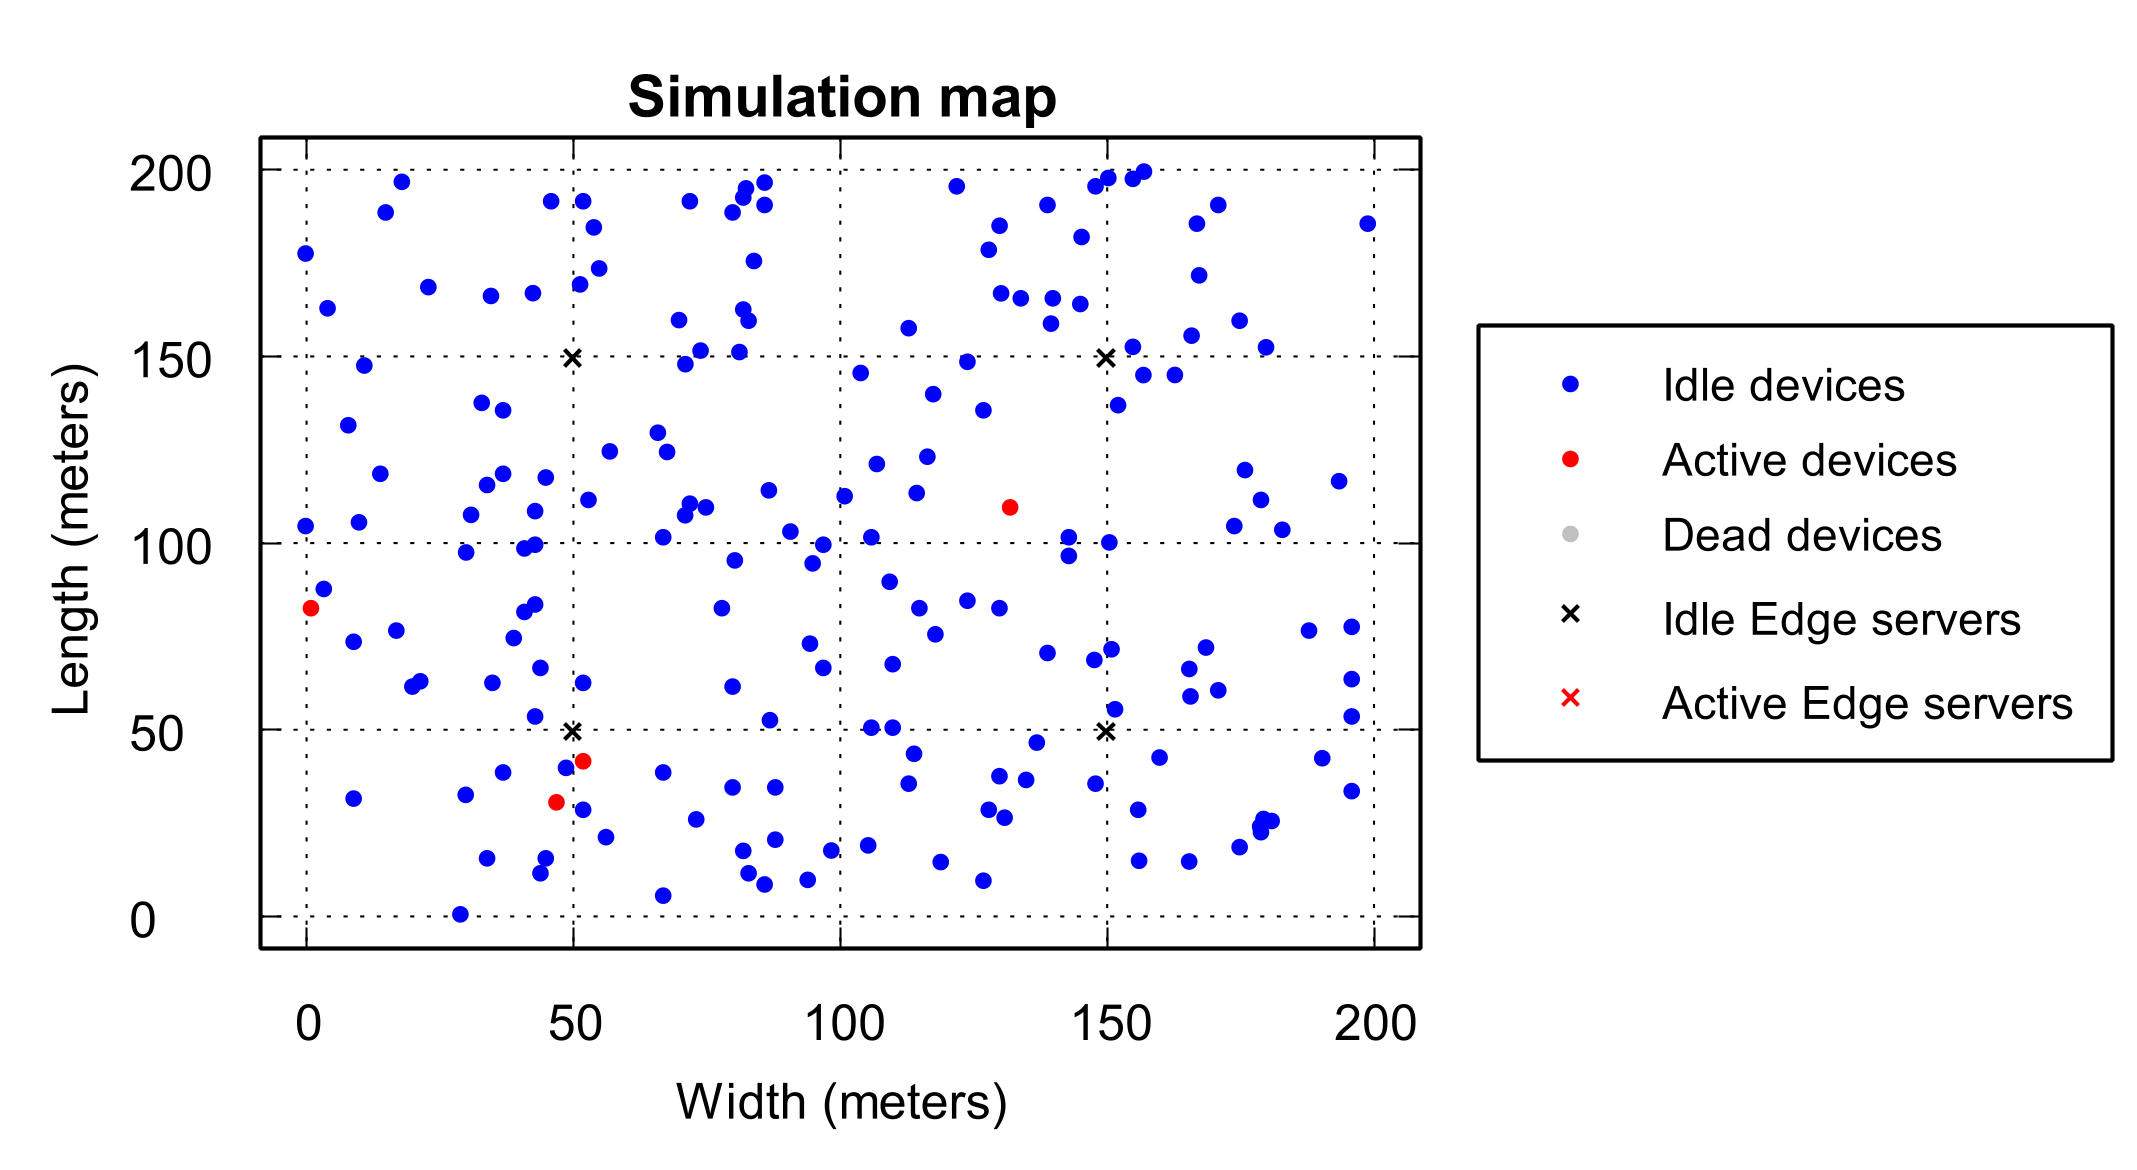 Simulation map
200
150
100
50
0
Length (meters)
0 50 100 150 200
Width (meters)
Idle devices
Active devices
Dead devices
Idle Edge servers
Active Edge servers